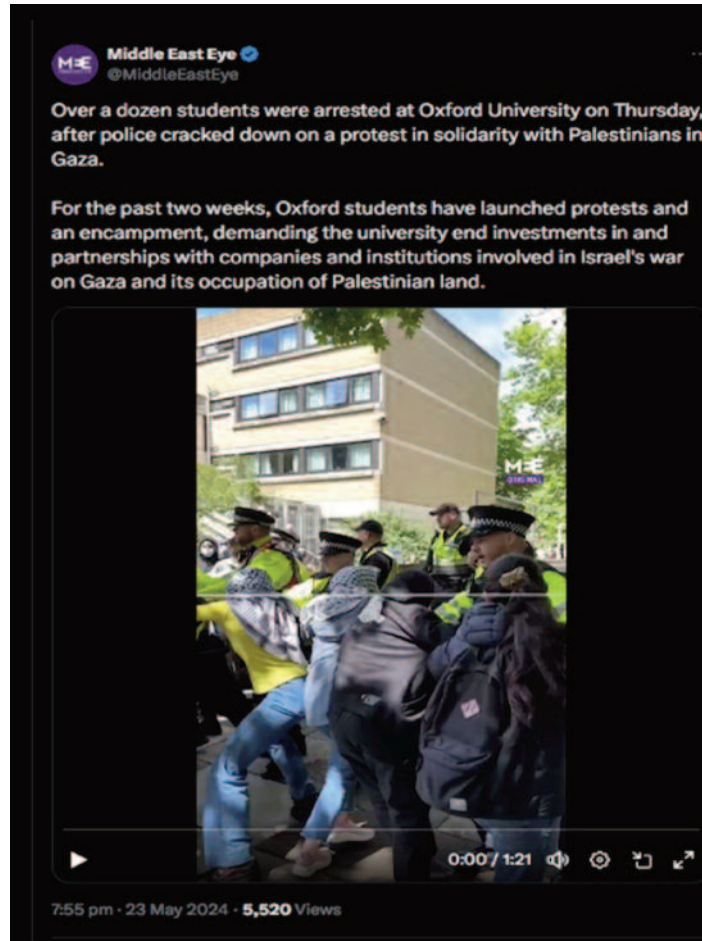 Middle East Eye
@MiddleEastEye
Over a dozen students were arrested at Oxford University on Thursday,
after police cracked down on a protest in solidarity with Palestinians in
Gaza.
For the past two weeks, Oxford students have launched protests and
an encampment, demanding the university end investments in and
partnerships with companies and institutions involved in Israel's war
on Gaza and its occupation of Palestinian land.
0:00 / 1:21
7:55 pm · 23 May 2024 · 5,520 Views